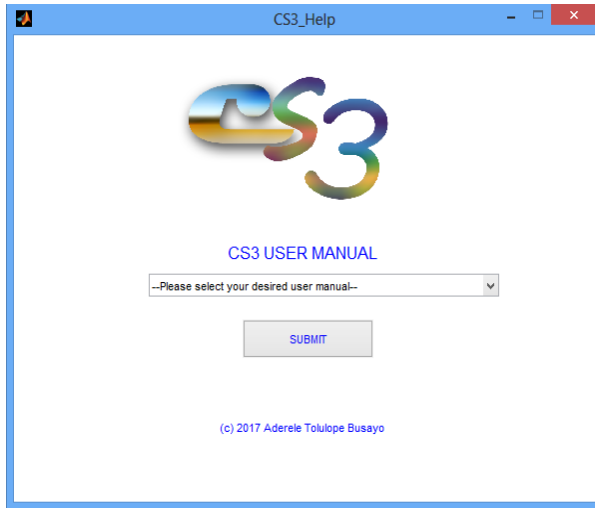 CS3_Help
CS3
CS3 USER MANUAL
--Please select your desired user manual--
SUBMIT
(c) 2017 Aderele Tolulope Busayo